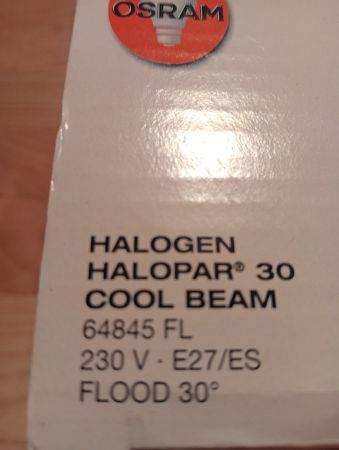 OSRAM
HALOGEN
HALOPAR® 30
COOL BEAM
64845 FL
230 V · E27/ES
FLOOD 30°